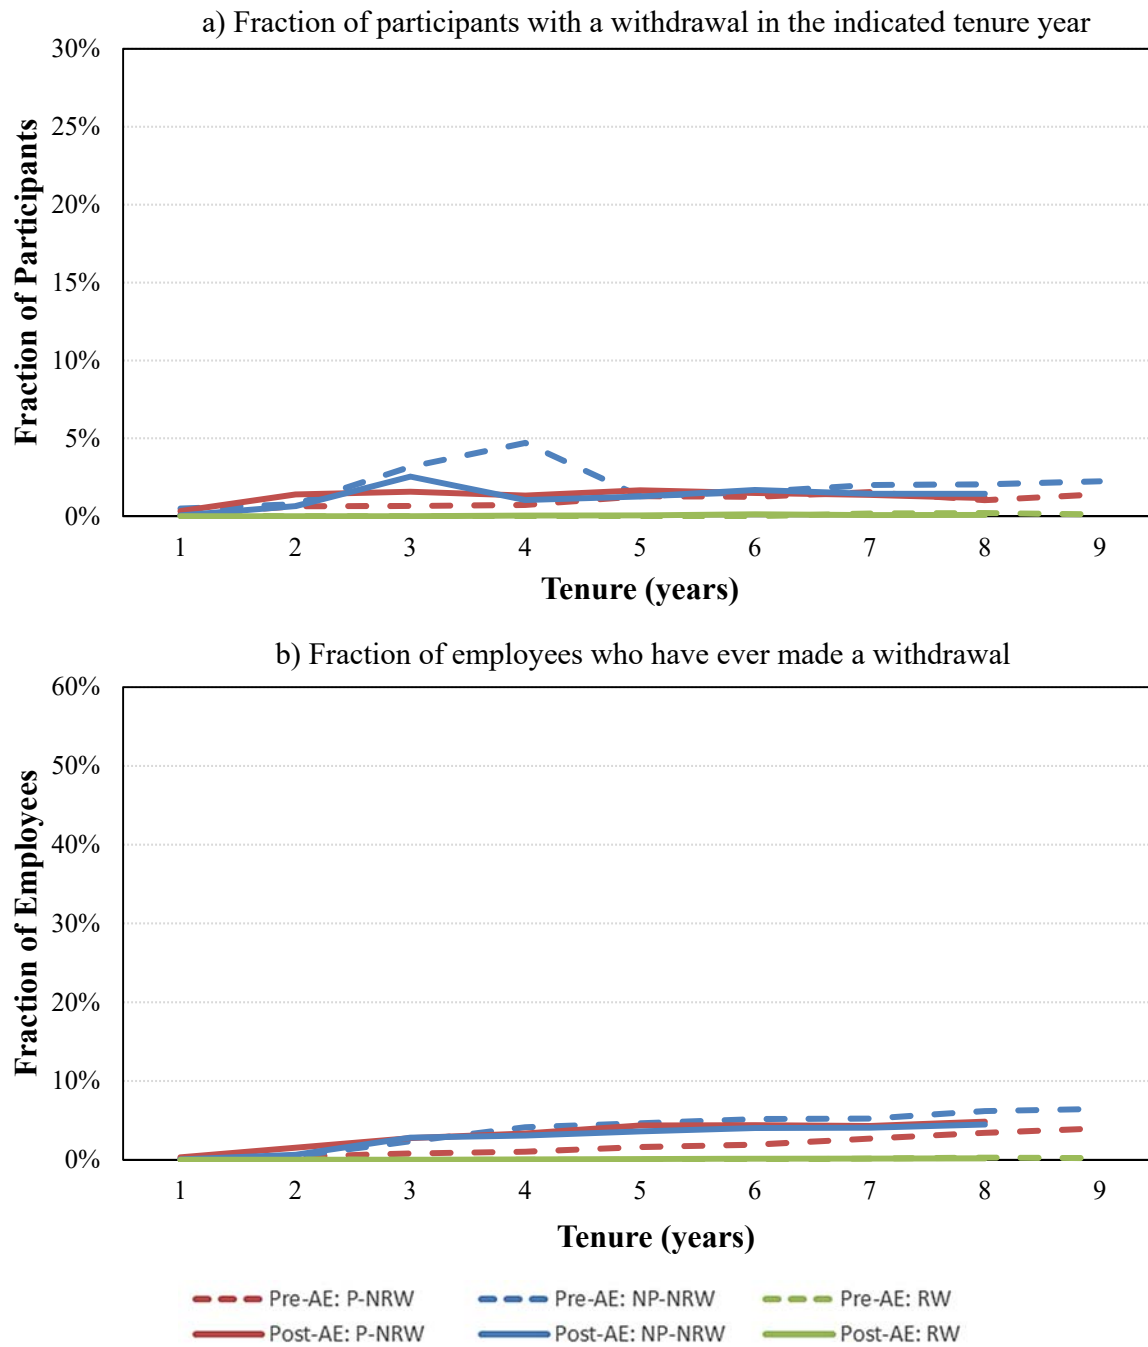 a) Fraction of participants with a withdrawal in the indicated tenure year
30%
25%
20%
15%
10%
5%
0%
Fraction of Participants
1 2 3 4 5 6 7 8 9
Tenure (years)
b) Fraction of employees who have ever made a withdrawal
60%
50%
40%
30%
20%
10%
0%
Fraction of Employees
1 2 3 4 5 6 7 8 9
Tenure (years)
Pre-AE: P-NRW Pre-AE: NP-NRW Pre-AE: RW
Post-AE: P-NRW Post-AE: NP-NRW Post-AE: RW